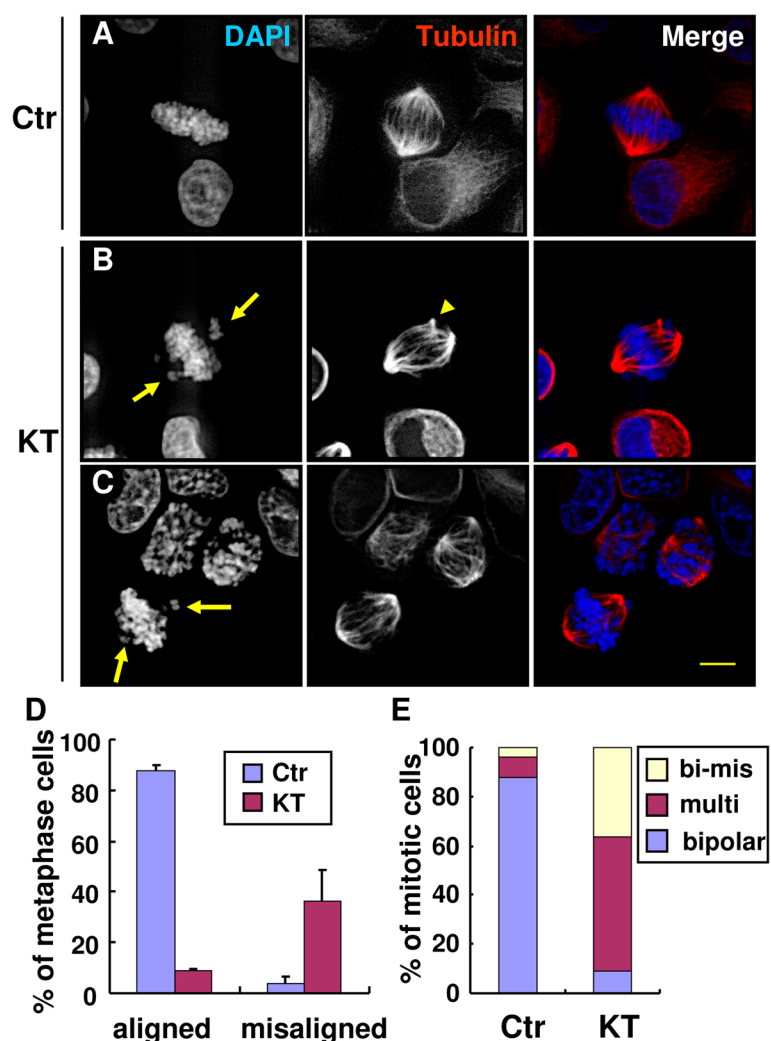 A DAPI Tubulin Merge
Ctr
B
KT
C
D
E
% of metaphase cells
100
80
60
40
20
0
Ctr
KT
aligned misaligned
% of mitotic cells
100
80
60
40
20
0
bi-mis
multi
bipolar
Ctr KT